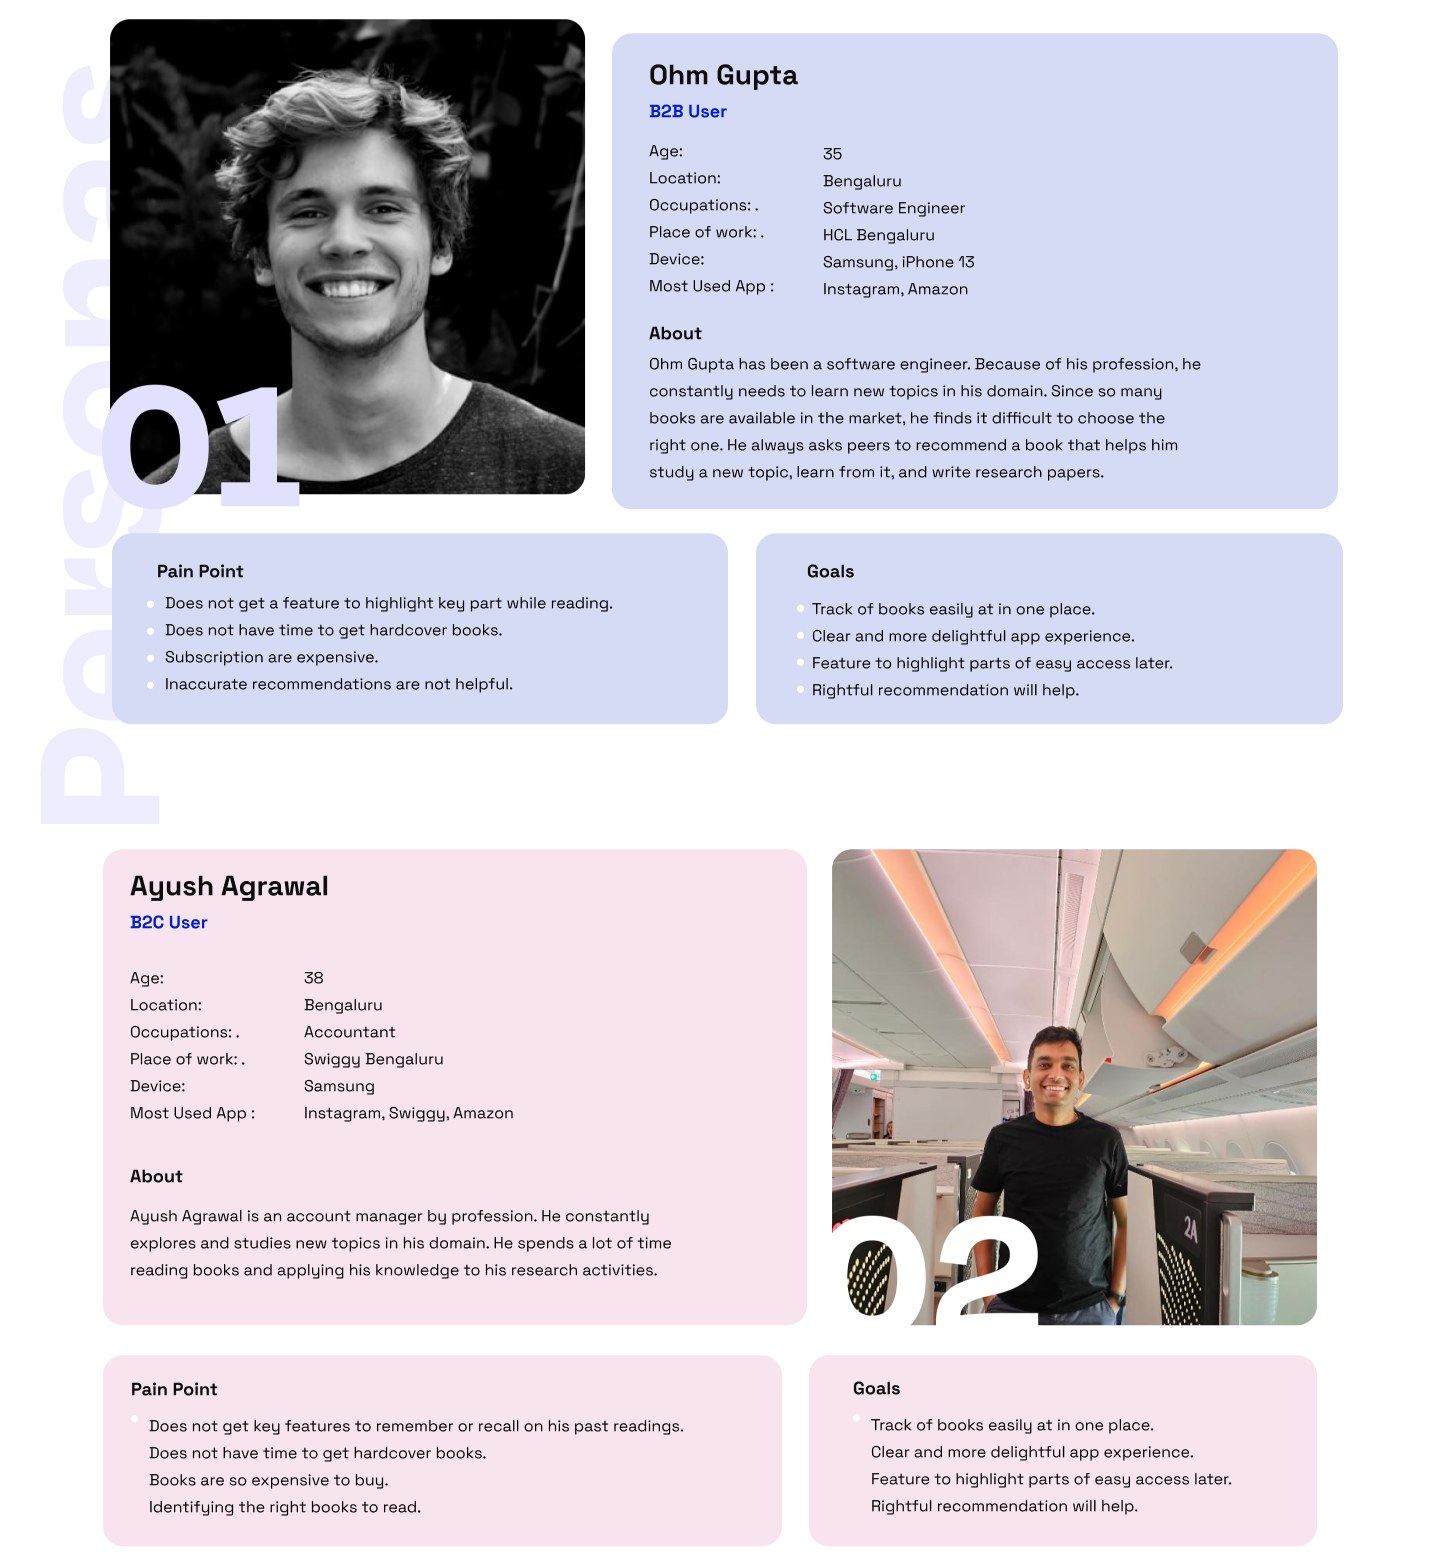 Personas
01
Ohm Gupta
B2B User
Age: 35
Location: Bengaluru
Occupations: . Software Engineer
Place of work: . HCL Bengaluru
Device: Samsung, iPhone 13
Most Used App : Instagram, Amazon
About
Ohm Gupta has been a software engineer. Because of his profession, he
constantly needs to learn new topics in his domain. Since so many
books are available in the market, he finds it difficult to choose the
right one. He always asks peers to recommend a book that helps him
study a new topic, learn from it, and write research papers.
Pain Point
Does not get a feature to highlight key part while reading.
Does not have time to get hardcover books.
Subscription are expensive.
Inaccurate recommendations are not helpful.
Goals
Track of books easily at in one place.
Clear and more delightful app experience.
Feature to highlight parts of easy access later.
Rightful recommendation will help.
Ayush Agrawal
B2C User
Age: 38
Location: Bengaluru
Occupations: . Accountant
Place of work: . Swiggy Bengaluru
Device: Samsung
Most Used App : Instagram, Swiggy, Amazon
About
Ayush Agrawal is an account manager by profession. He constantly
explores and studies new topics in his domain. He spends a lot of time
reading books and applying his knowledge to his research activities.
2A
02
Pain Point
Does not get key features to remember or recall on his past readings.
Does not have time to get hardcover books.
Books are so expensive to buy.
Identifying the right books to read.
Goals
Track of books easily at in one place.
Clear and more delightful app experience.
Feature to highlight parts of easy access later.
Rightful recommendation will help.